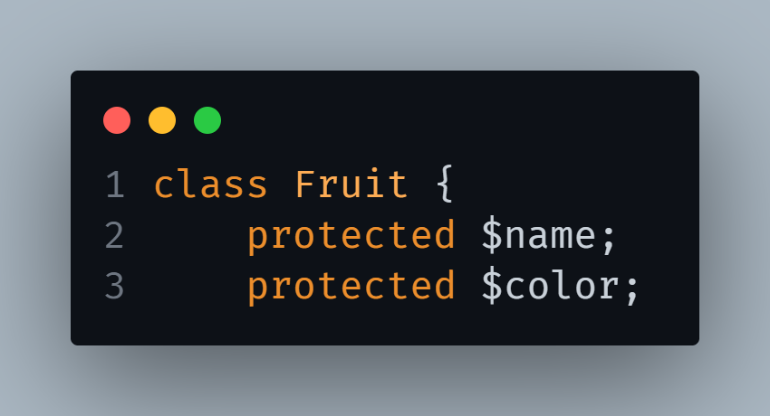 1 class Fruit {
2     protected $name;
3     protected $color;